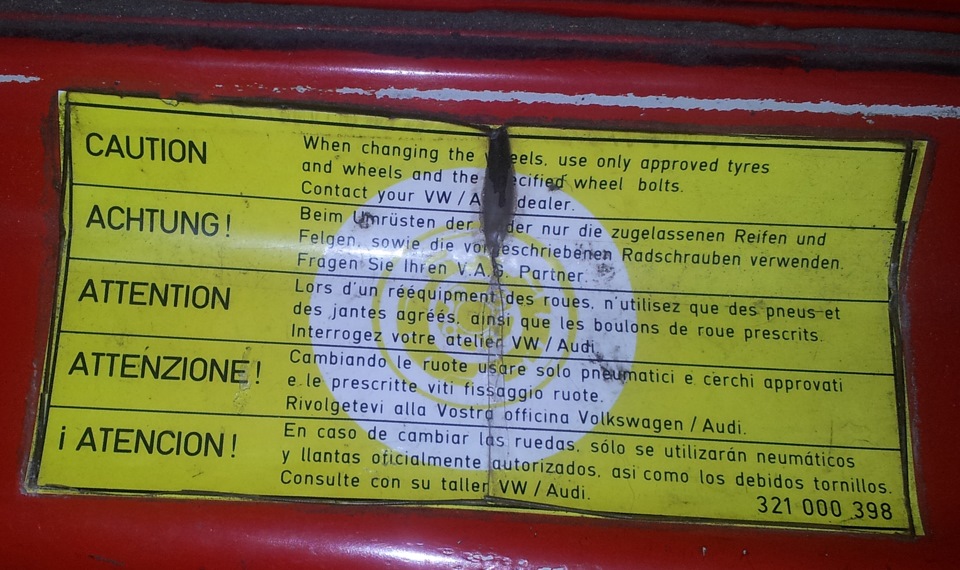 CAUTION
When changing the wheels, use only approved tyres
and wheels and the specified wheel bolts.
Contact your VW / Audi dealer.
ACHTUNG !
Beim Umrüsten der Räder nur die zugelassenen Reifen und
Felgen, sowie die vorgeschriebenen Radschrauben verwenden.
Fragen Sie Ihren V.A.G. Partner.
ATTENTION
Lors d'un rééquipment des roues, n'utilisez que des pneus et
des jantes agréés, ainsi que les boulons de roue prescrits.
Interrogez votre atelier VW / Audi
ATTENZIONE !
Cambiando le ruote usare solo pneumatici e cerchi approvati
e le prescritte viti fissaggio ruote.
Rivolgetevi alla Vostra officina Volkswagen / Audi.
¡ ATENCION !
En caso de cambiar las ruedas, sólo se utilizarán neumáticos
y llantas oficialmente autorizados, asi como los debidos tornillos.
Consulte con su taller VW / Audi.
321 000 398